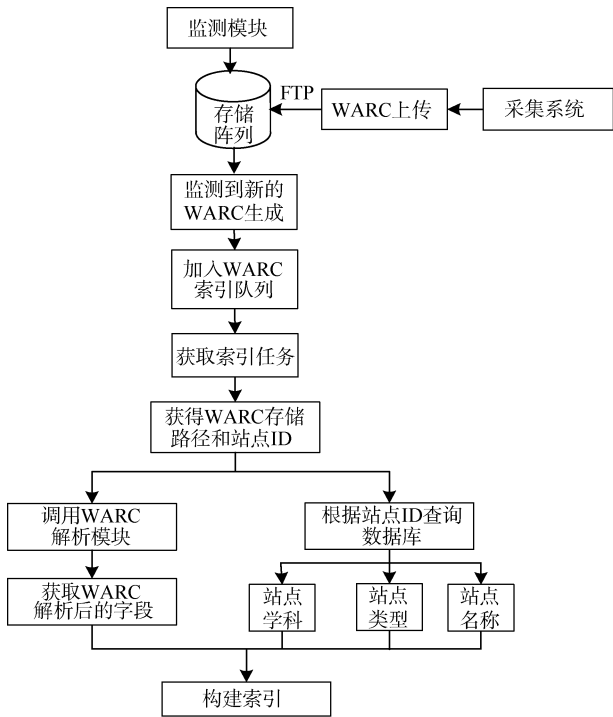 监测模块
存储
阵列
FTP
WARC上传
采集系统
监测到新的
WARC生成
加入WARC
索引队列
获取索引任务
获得WARC存储
路径和站点ID
调用WARC
解析模块
根据站点ID查询
数据库
获取WARC
解析后的字段
站点
学科
站点
类型
站点
名称
构建索引